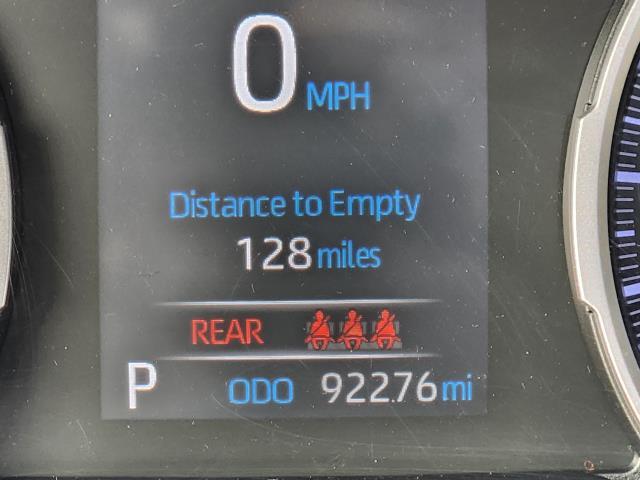 0 MPH
Distance to Empty
128 miles
REAR
P ODO 92276 mi